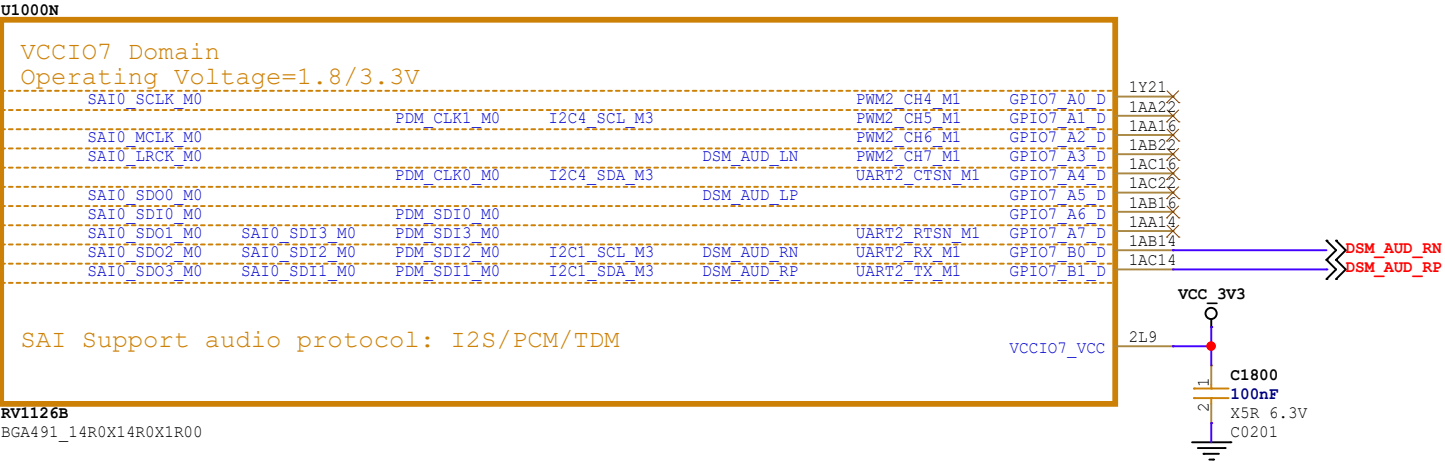 U1000N
VCCIO7 Domain
Operating Voltage=1.8/3.3V
SAI0_SCLK_M0 PWM2_CH4_M1 GPIO7_A0_D 1Y21
PDM_CLK1_M0 I2C4_SCL_M3 PWM2_CH5_M1 GPIO7_A1_D 1AA22
SAI0_MCLK_M0 PWM2_CH6_M1 GPIO7_A2_D 1AA16
SAI0_LRCK_M0 DSM_AUD_LN PWM2_CH7_M1 GPIO7_A3_D 1AB22
PDM_CLK0_M0 I2C4_SDA_M3 UART2_CTSN_M1 GPIO7_A4_D 1AC16
SAI0_SDO0_M0 DSM_AUD_LP GPIO7_A5_D 1AC22
SAI0_SDI0_M0 PDM_SDI0_M0 GPIO7_A6_D 1AB16
SAI0_SDO1_M0 SAI0_SDI3_M0 PDM_SDI3_M0 UART2_RTSN_M1 GPIO7_A7_D 1AA14
SAI0_SDO2_M0 SAI0_SDI2_M0 PDM_SDI2_M0 I2C1_SCL_M3 DSM_AUD_RN UART2_RX_M1 GPIO7_B0_D 1AB14 DSM_AUD_RN
SAI0_SDO3_M0 SAI0_SDI1_M0 PDM_SDI1_M0 I2C1_SDA_M3 DSM_AUD_RP UART2_TX_M1 GPIO7_B1_D 1AC14 DSM_AUD_RP
VCC_3V3
SAI Support audio protocol: I2S/PCM/TDM
VCCIO7_VCC 2L9
1 C1800
100nF
2 X5R 6.3V
C0201
RV1126B
BGA491_14R0X14R0X1R00